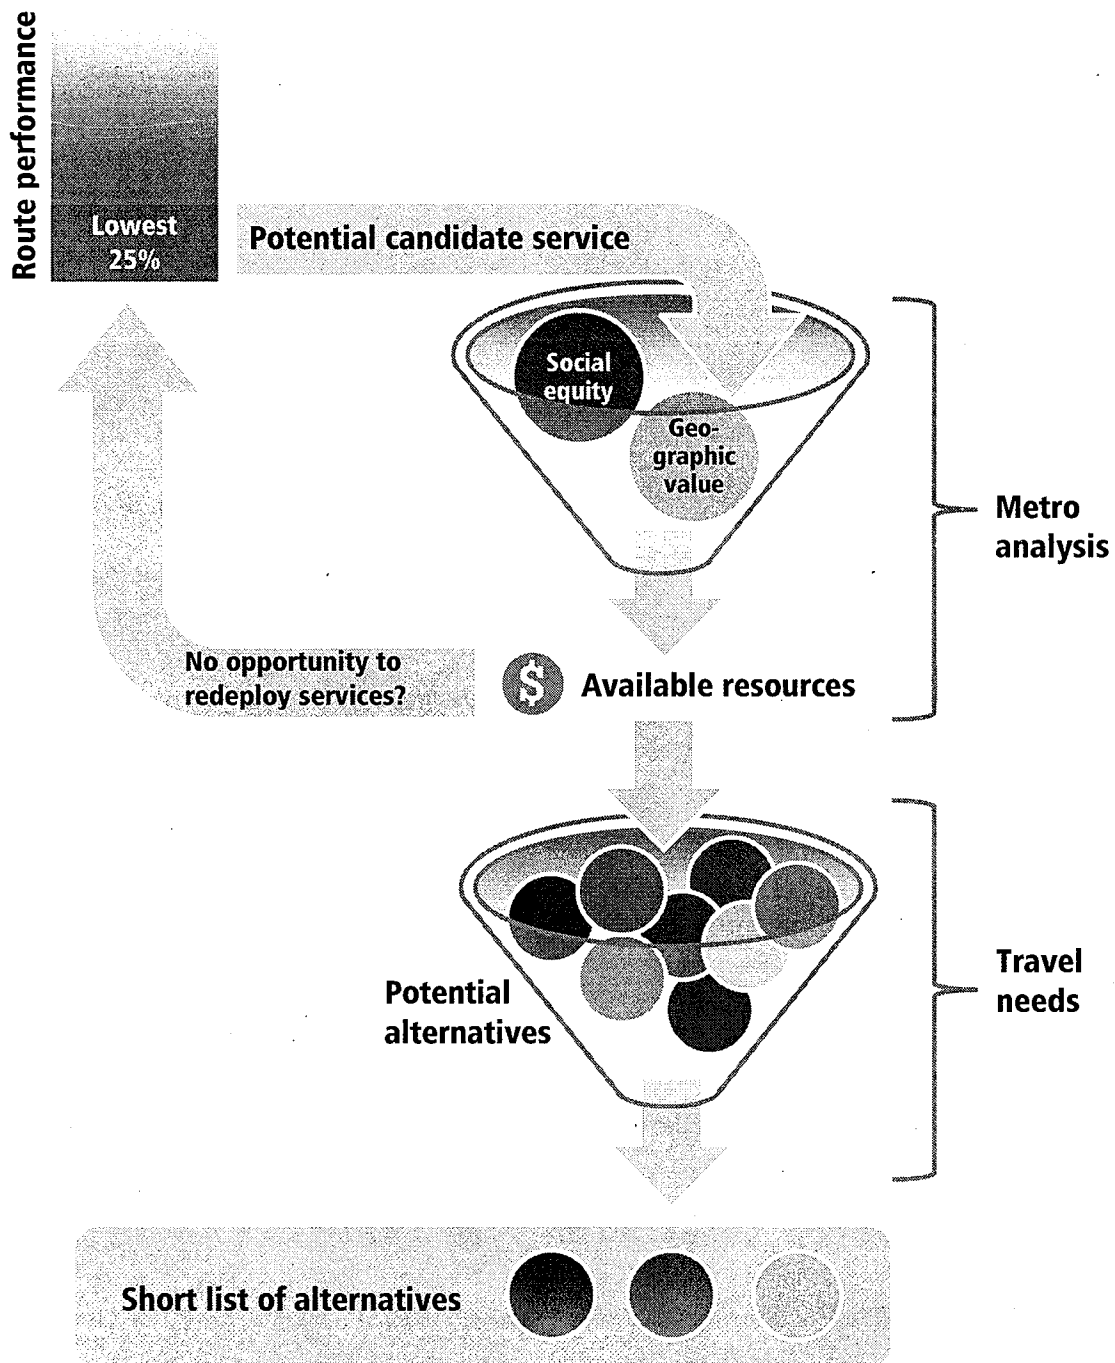 Route performance
Lowest
25%
Potential candidate service
Social
equity
Geo-
graphic
value
Metro
analysis
No opportunity to
redeploy services?
$ Available resources
Potential
alternatives
Travel
needs
Short list of alternatives